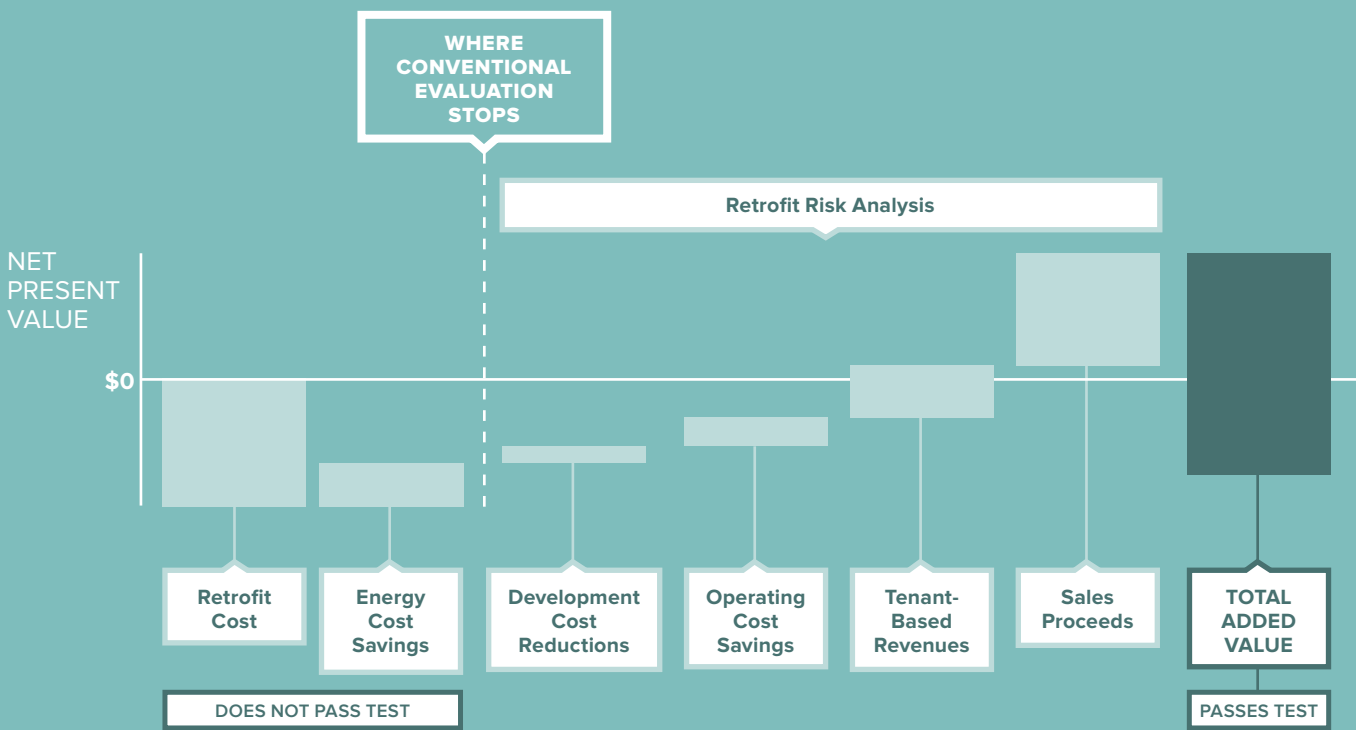 WHERE
CONVENTIONAL
EVALUATION
STOPS
Retrofit Risk Analysis
NET
PRESENT
VALUE
$0
Retrofit
Cost
Energy
Cost
Savings
Development
Cost
Reductions
Operating
Cost
Savings
Tenant-
Based
Revenues
Sales
Proceeds
TOTAL
ADDED
VALUE
DOES NOT PASS TEST
PASSES TEST